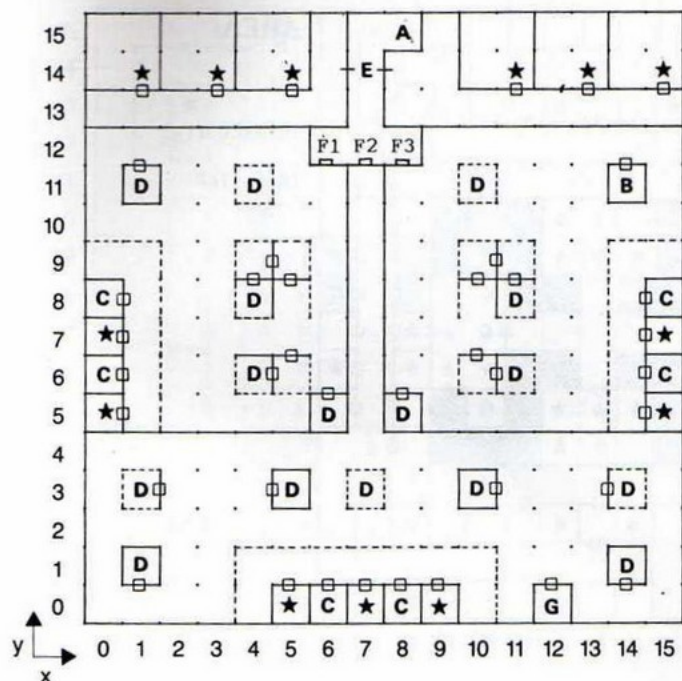 15 A
14 ★ ★ ★ E ★ ★ ★
13
12 F1 F2 F3
11 D D D B
10
9
8 C D D C
7 ★ ★
6 C D D C
5 ★ D D ★
4
3 D D D D D
2
1 D D
0 ★ C ★ C ★ G
y
x
0 1 2 3 4 5 6 7 8 9 10 11 12 13 14 15